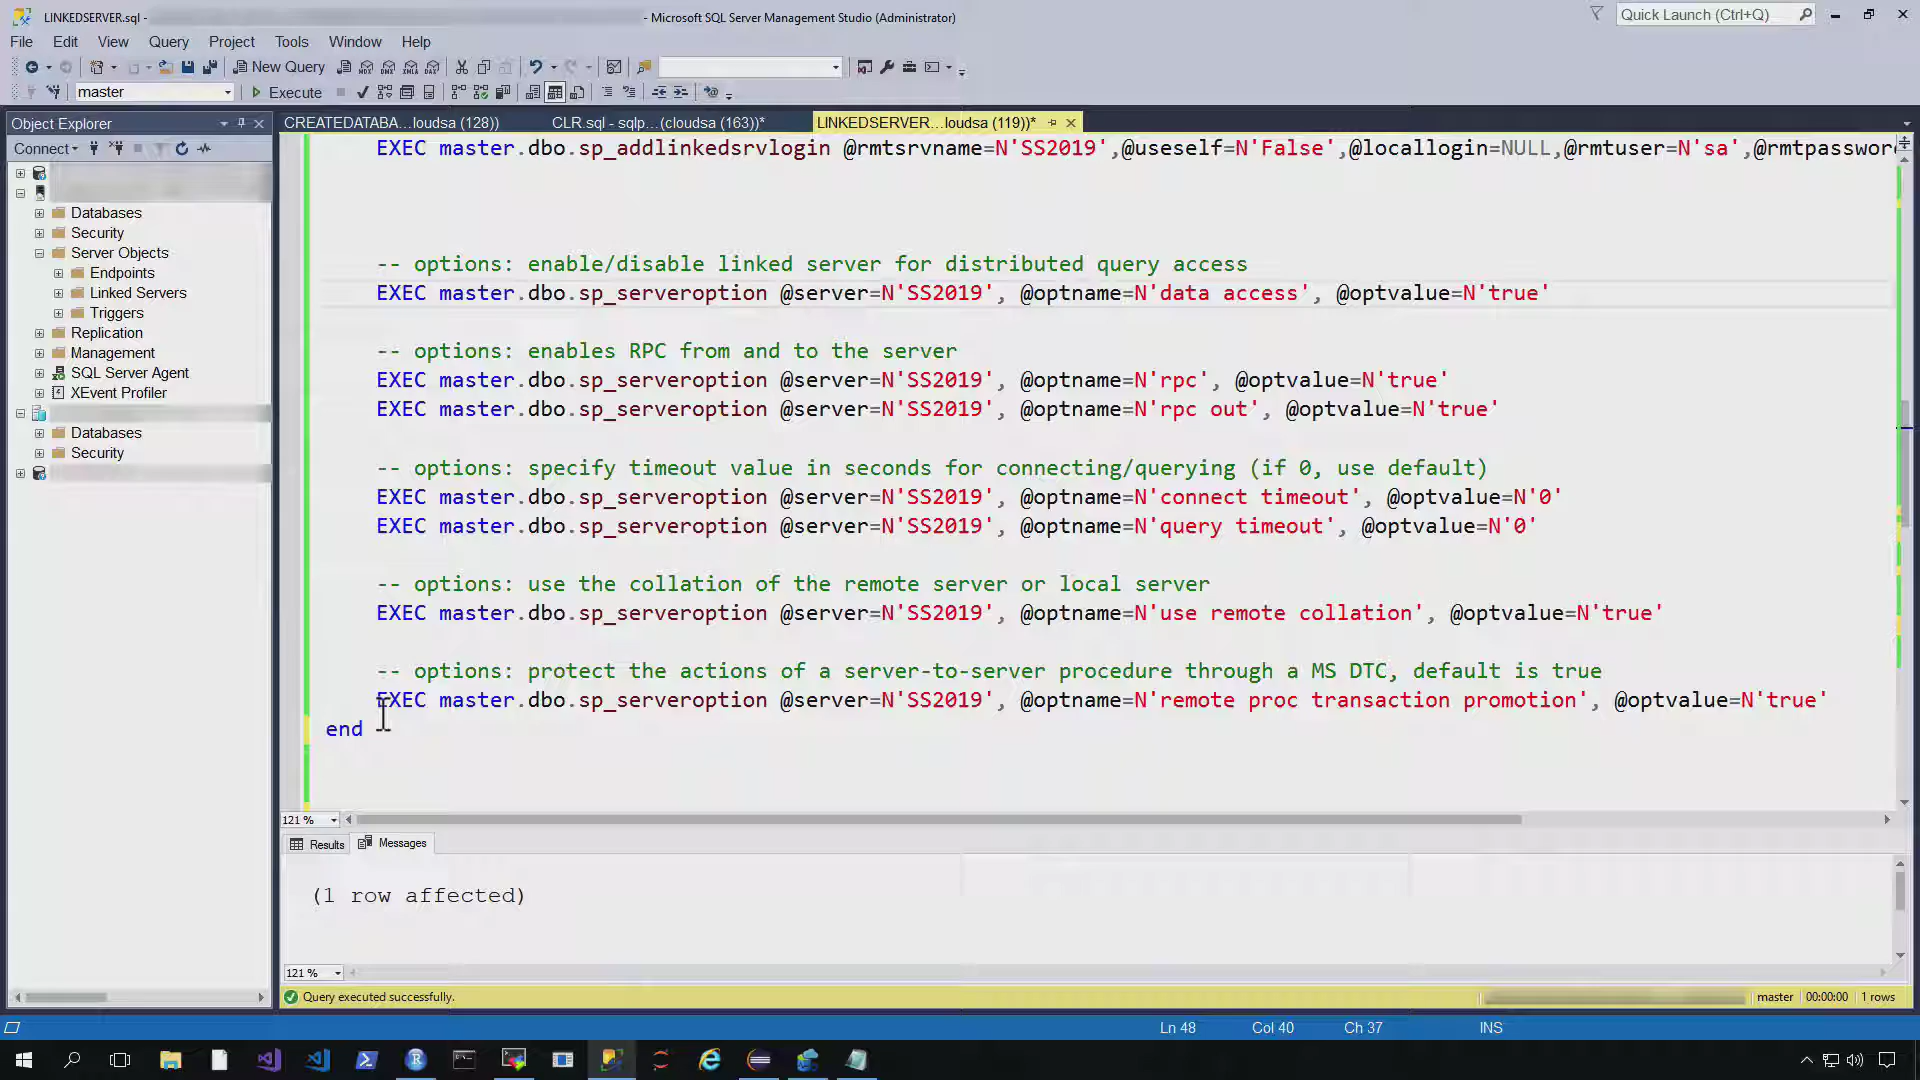 LINKEDSERVER.sql -
- Microsoft SQL Server Management Studio (Administrator)
Quick Launch (Ctrl+Q)
File Edit View Query Project Tools Window Help
New Query
master Execute
Object Explorer
CREATEDATABA...loudsa (128))
CLR.sql - sqlp...(cloudsa (163))*
LINKEDSERVER...loudsa (119))*
Connect
Databases
Security
Server Objects
Endpoints
Linked Servers
Triggers
Replication
Management
SQL Server Agent
XEvent Profiler
Databases
Security
EXEC master.dbo.sp_addlinkedsrvlogin @rmtsrvname=N'SS2019',@useself=N'False',@locallogin=NULL,@rmtuser=N'sa',@rmtpassword
-- options: enable/disable linked server for distributed query access
EXEC master.dbo.sp_serveroption @server=N'SS2019', @optname=N'data access', @optvalue=N'true'
-- options: enables RPC from and to the server
EXEC master.dbo.sp_serveroption @server=N'SS2019', @optname=N'rpc', @optvalue=N'true'
EXEC master.dbo.sp_serveroption @server=N'SS2019', @optname=N'rpc out', @optvalue=N'true'
-- options: specify timeout value in seconds for connecting/querying (if 0, use default)
EXEC master.dbo.sp_serveroption @server=N'SS2019', @optname=N'connect timeout', @optvalue=N'0'
EXEC master.dbo.sp_serveroption @server=N'SS2019', @optname=N'query timeout', @optvalue=N'0'
-- options: use the collation of the remote server or local server
EXEC master.dbo.sp_serveroption @server=N'SS2019', @optname=N'use remote collation', @optvalue=N'true'
-- options: protect the actions of a server-to-server procedure through a MS DTC, default is true
EXEC master.dbo.sp_serveroption @server=N'SS2019', @optname=N'remote proc transaction promotion', @optvalue=N'true'
end
121 %
Results Messages
(1 row affected)
121 %
Query executed successfully.
master 00:00:00 1 rows
Ln 48 Col 40 Ch 37 INS